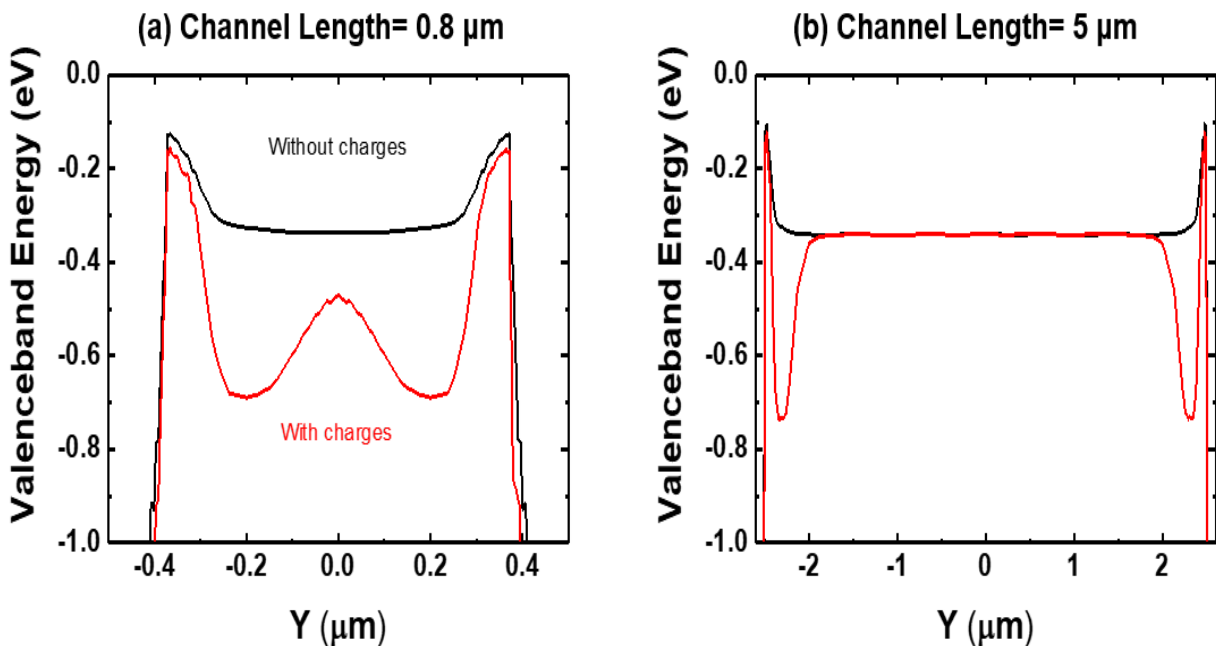 (a) Channel Length= 0.8 µm
Valenceband Energy (eV)
0.0
-0.2
-0.4
-0.6
-0.8
-1.0
Without charges
With charges
-0.4 -0.2 0.0 0.2 0.4
Y (µm)
(b) Channel Length= 5 µm
Valenceband Energy (eV)
0.0
-0.2
-0.4
-0.6
-0.8
-1.0
-2 -1 0 1 2
Y (µm)